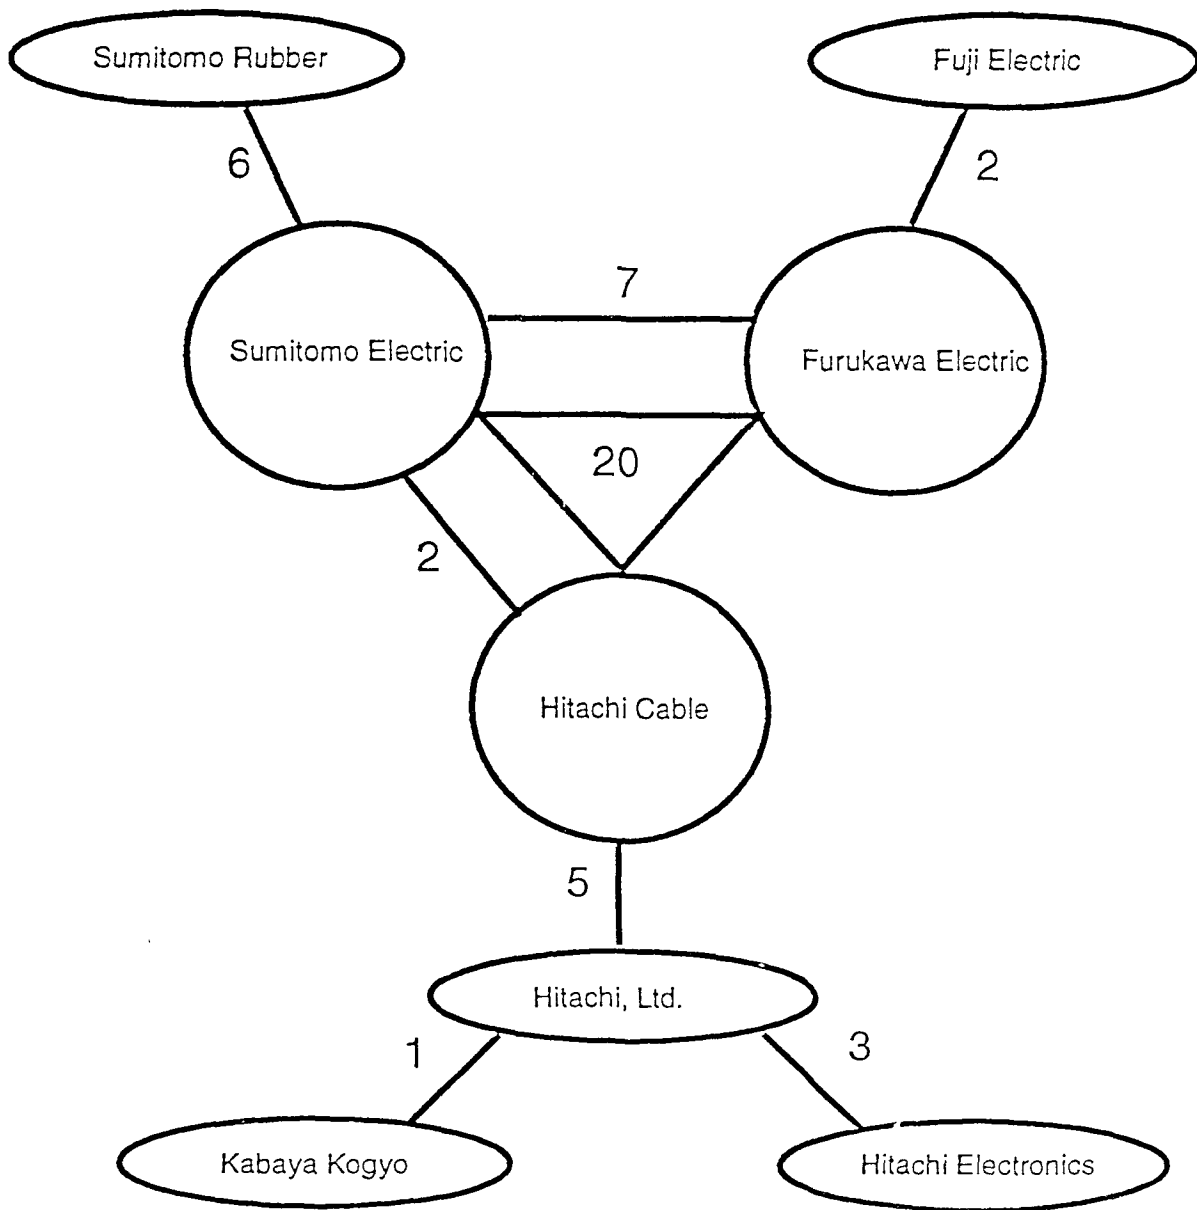 Sumitomo Rubber
Fuji Electric
6
2
7
Sumitomo Electric
Furukawa Electric
20
2
Hitachi Cable
5
Hitachi, Ltd.
1
3
Kabaya Kogyo
Hitachi Electronics